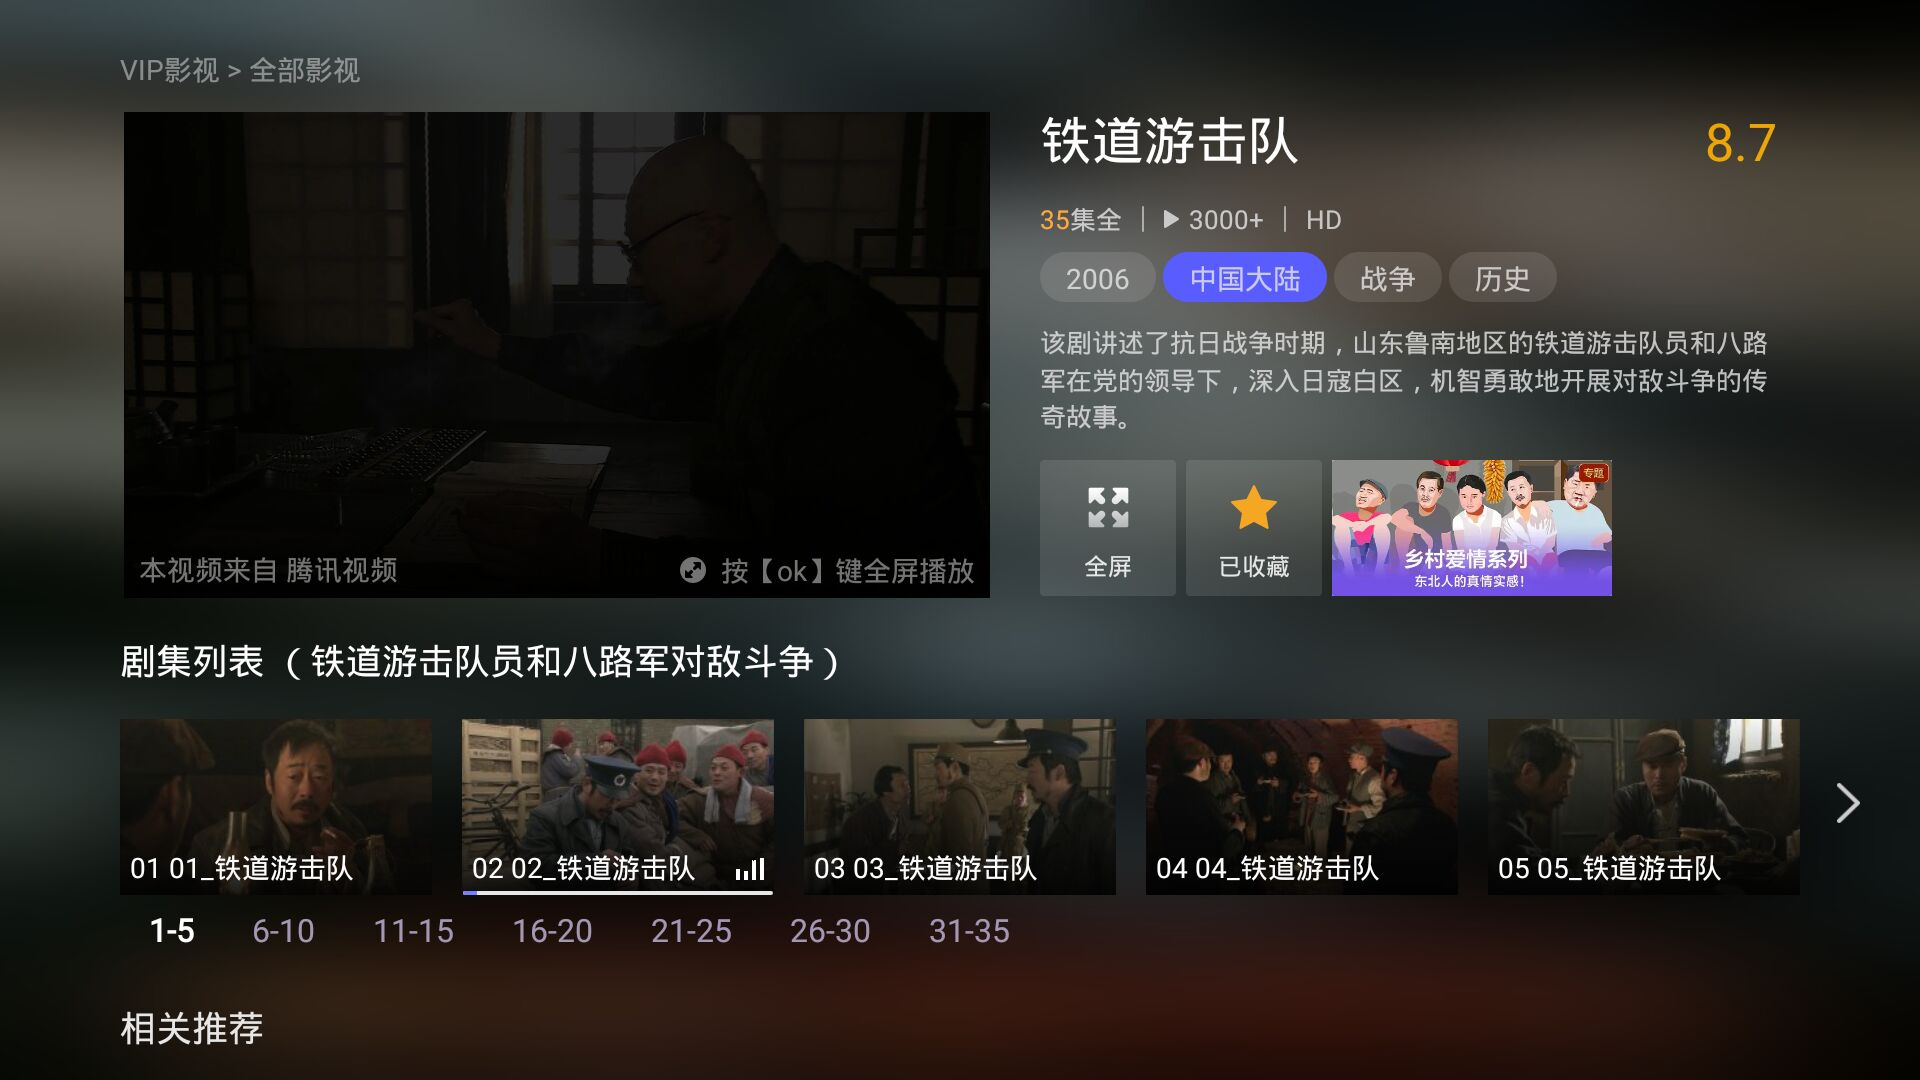 VIP影视 > 全部影视
铁道游击队
8.7
35集全 | 3000+ | HD
2006 中国大陆 战争 历史
该剧讲述了抗日战争时期，山东鲁南地区的铁道游击队员和八路
军在党的领导下，深入日寇白区，机智勇敢地开展对敌斗争的传
奇故事。
本视频来自 腾讯视频
按【ok】键全屏播放
全屏
已收藏
专题
乡村爱情系列
东北人的真情实感！
剧集列表 （铁道游击队员和八路军对敌斗争）
01 01_铁道游击队
02 02_铁道游击队
03 03_铁道游击队
04 04_铁道游击队
05 05_铁道游击队
1-5 6-10 11-15 16-20 21-25 26-30 31-35
相关推荐